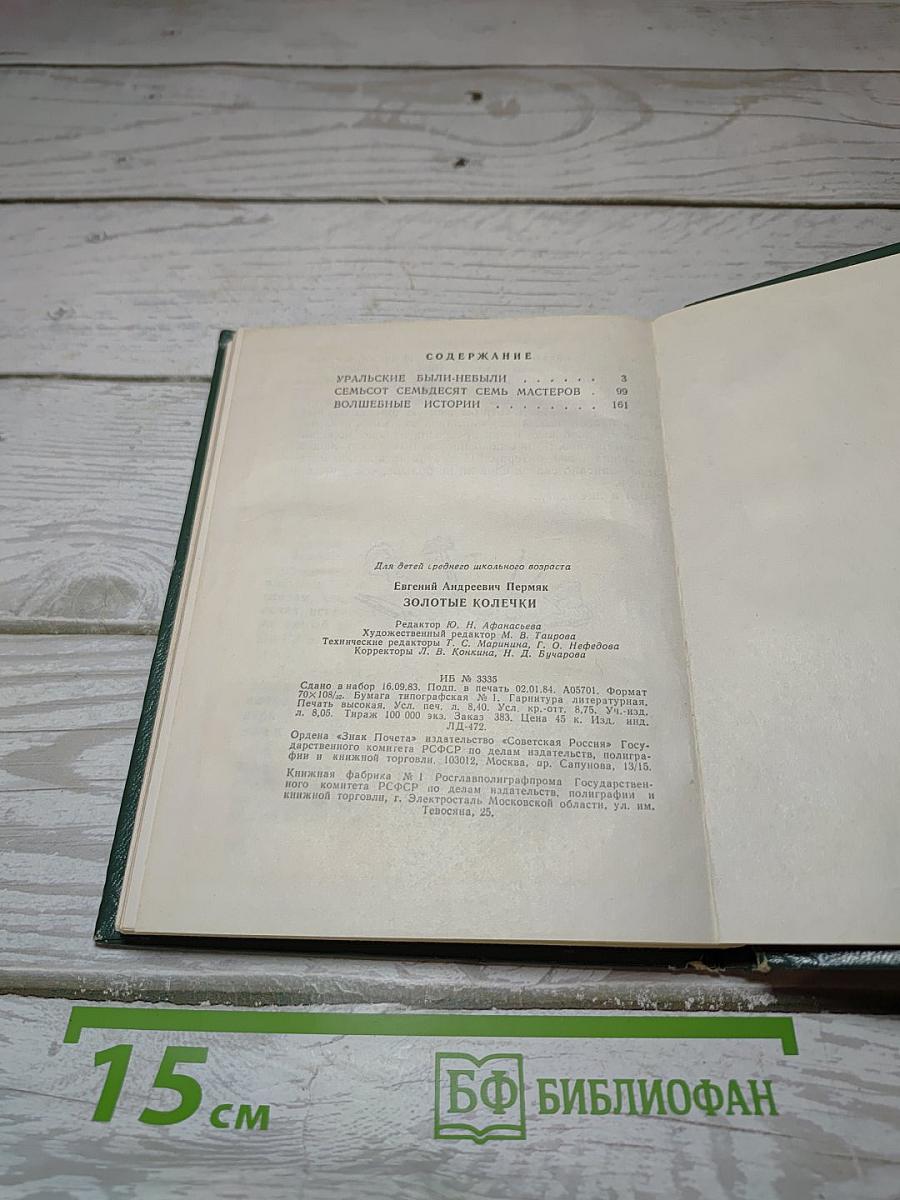 СОДЕРЖАНИЕ
УРАЛЬСКИЕ БЫЛИ-НЕБЫЛИ . . . . . . 3
СЕМЬСОТ СЕМЬДЕСЯТ СЕМЬ МАСТЕРОВ . 99
ВОЛШЕБНЫЕ ИСТОРИИ . . . . . . . . 161
Для детей среднего школьного возраста
Евгений Андреевич Пермяк
ЗОЛОТЫЕ КОЛЕЧКИ
Редактор Ю. Н. Афанасьева
Художественный редактор М. В. Таирова
Технические редакторы Т. С. Маринина, Г. О. Нефедова
Корректоры Л. В. Конкина, Н. Д. Бучарова
ИБ № 3335
Сдано в набор 16.09.83. Подп. в печать 02.01.84. А05701. Формат
70×108/32. Бумага типографская № 1. Гарнитура литературная.
Печать высокая. Усл. печ. л. 8,40. Усл. кр.-отт. 8,75. Уч.-изд.
л. 8,05. Тираж 100 000 экз. Заказ 383. Цена 45 к. Изд. инд.
ЛД-472.
Ордена «Знак Почета» издательство «Советская Россия» Госу-
дарственного комитета РСФСР по делам издательств, полигра-
фии и книжной торговли. 103012, Москва, пр. Сапунова, 13/15.
Книжная фабрика № 1 Росглавполиграфпрома Государствен-
ного комитета РСФСР по делам издательств, полиграфии и
книжной торговли, г. Электросталь Московской области, ул. им.
Тевосяна, 25.
15 см
БФ БИБЛИОФАН